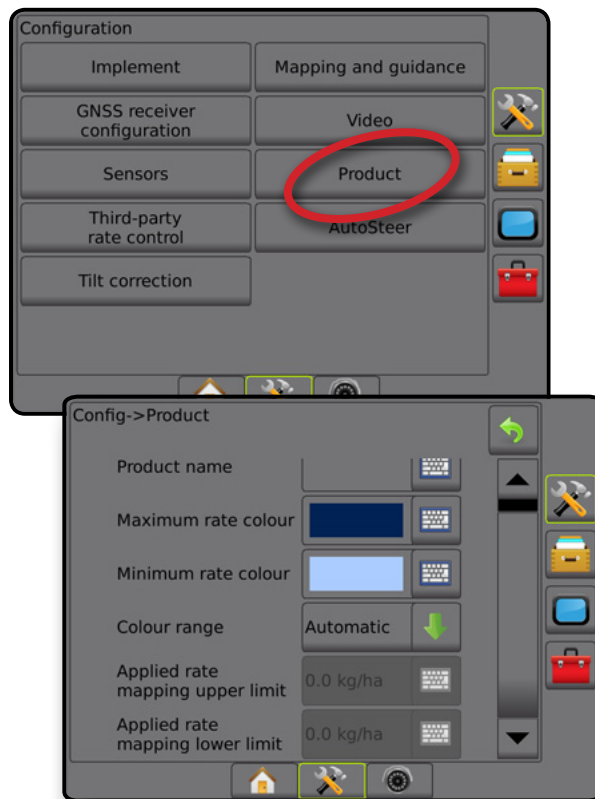 Configuration
Implement
Mapping and guidance
GNSS receiver
configuration
Video
Sensors
Product
Third-party
rate control
AutoSteer
Tilt correction
Config->Product
Product name
Maximum rate colour
Minimum rate colour
Colour range
Automatic
Applied rate
mapping upper limit
0.0 kg/ha
Applied rate
mapping lower limit
0.0 kg/ha